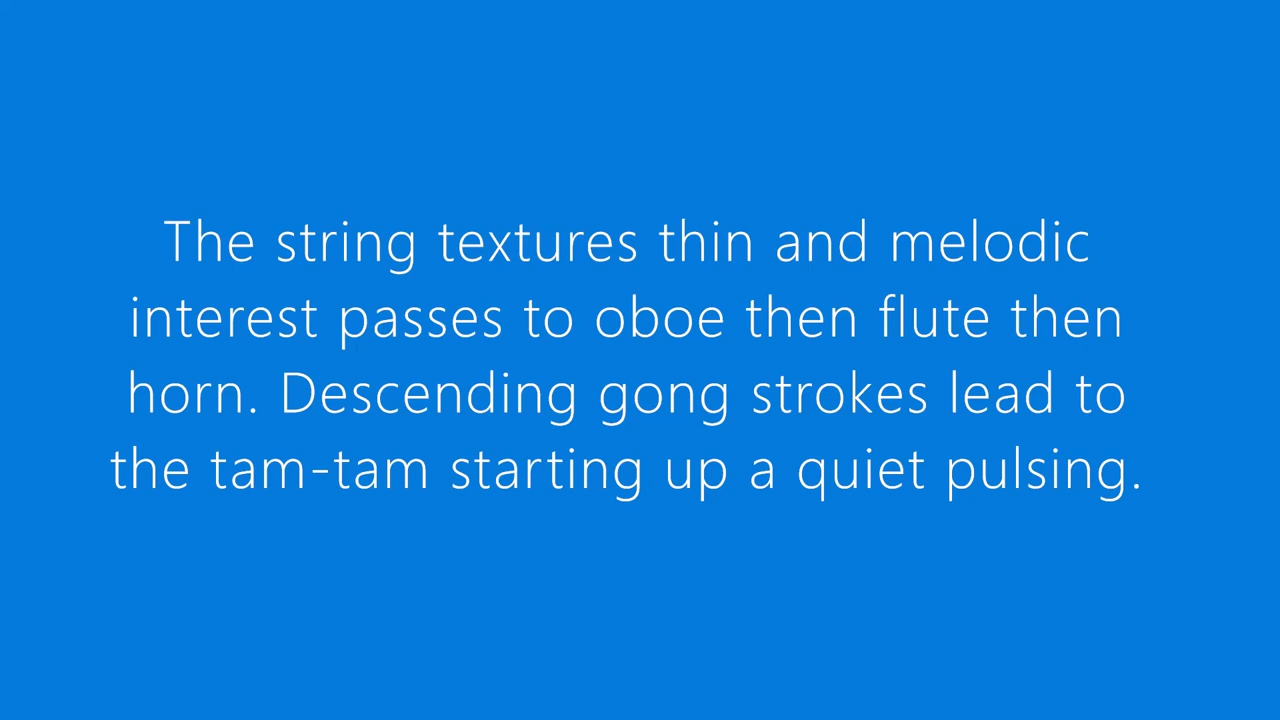 The string textures thin and melodic
interest passes to oboe then flute then
horn. Descending gong strokes lead to
the tam-tam starting up a quiet pulsing.